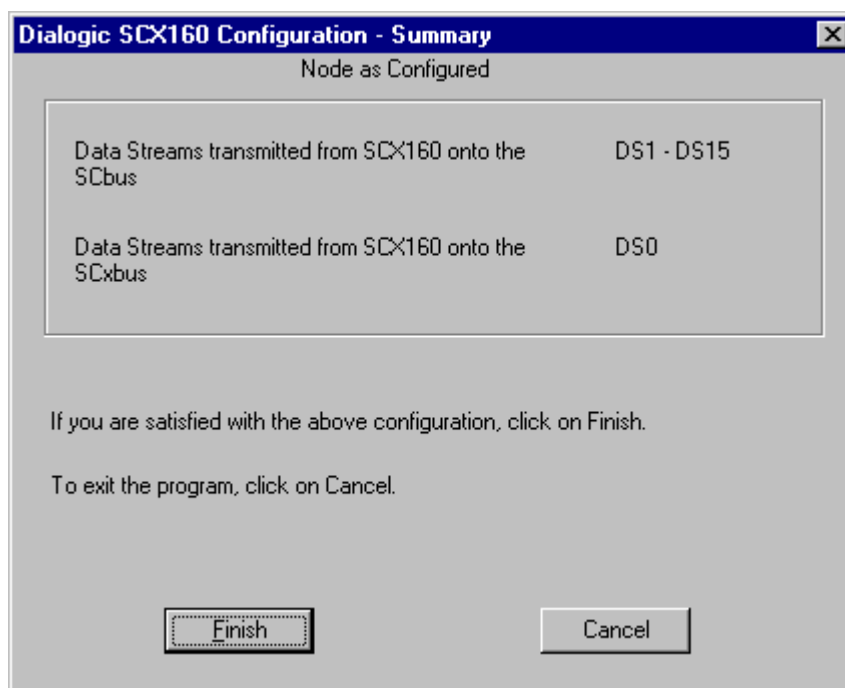 Dialogic SCX160 Configuration - Summary
Node as Configured
Data Streams transmitted from SCX160 onto the DS1 - DS15
SCbus
Data Streams transmitted from SCX160 onto the DS0
SCxbus
If you are satisfied with the above configuration, click on Finish.
To exit the program, click on Cancel.
Finish Cancel